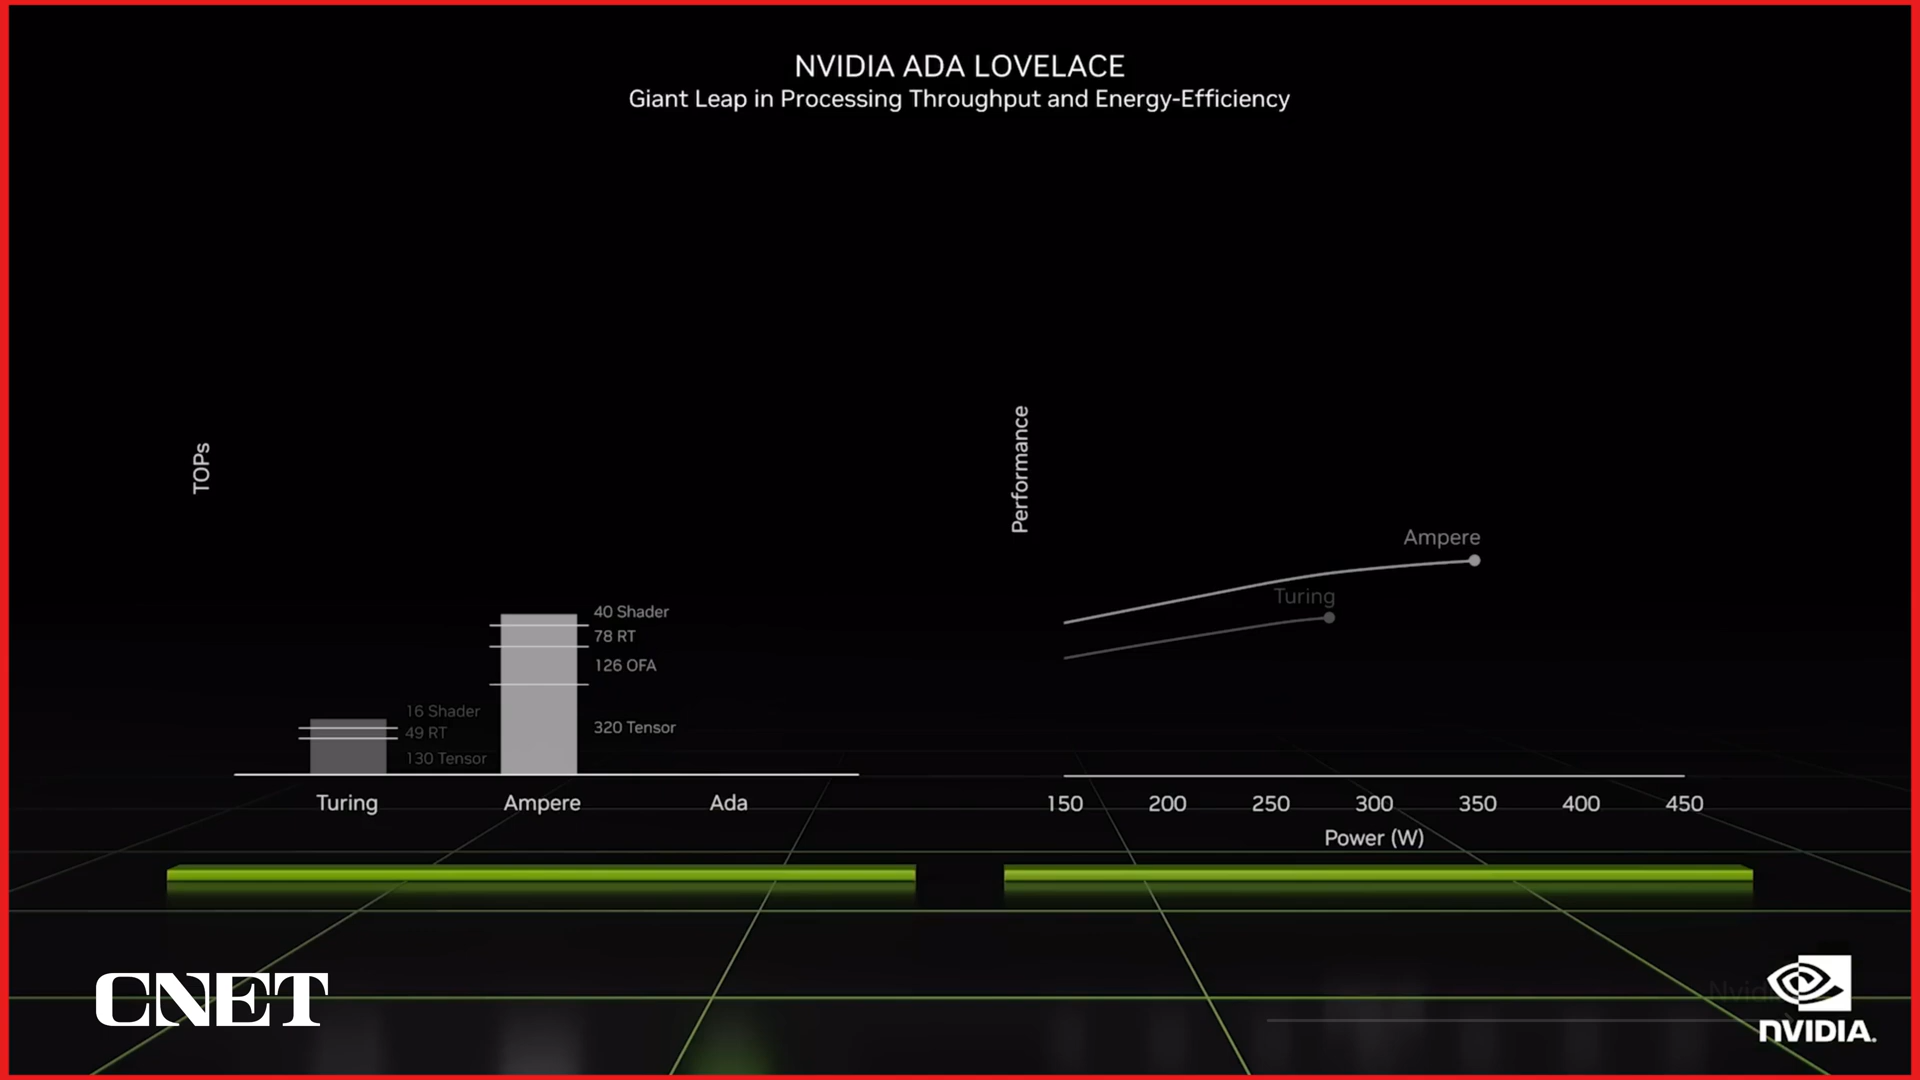 NVIDIA ADA LOVELACE
Giant Leap in Processing Throughput and Energy-Efficiency
TOPs
40 Shader
78 RT
126 OFA
320 Tensor
16 Shader
49 RT
130 Tensor
Turing Ampere Ada
Performance
Ampere
Turing
150 200 250 300 350 400 450
Power (W)
CNET
NVIDIA.